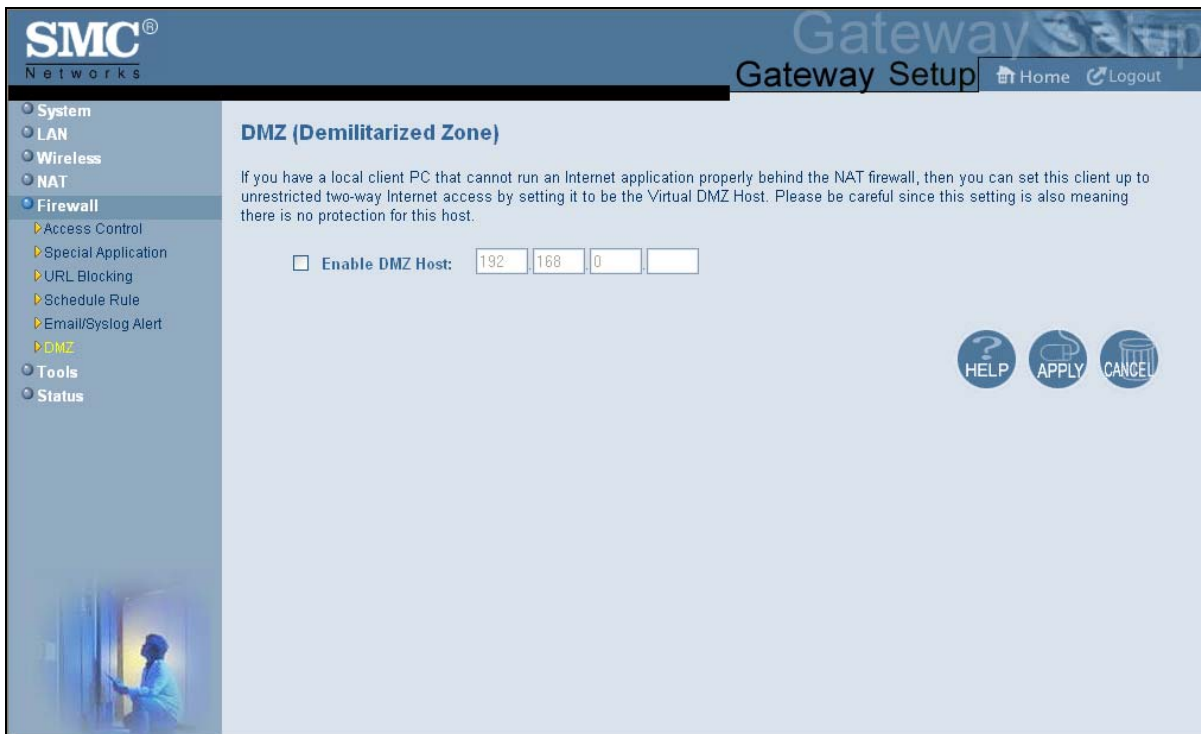 SMC®
Networks
Gateway Setup
Gateway Setup
Home
Logout
System
LAN
Wireless
NAT
Firewall
Access Control
Special Application
URL Blocking
Schedule Rule
Email/Syslog Alert
DMZ
Tools
Status
DMZ (Demilitarized Zone)
If you have a local client PC that cannot run an Internet application properly behind the NAT firewall, then you can set this client up to
unrestricted two-way Internet access by setting it to be the Virtual DMZ Host. Please be careful since this setting is also meaning
there is no protection for this host.
Enable DMZ Host: 192 .168 .0 .
HELP APPLY CANCEL